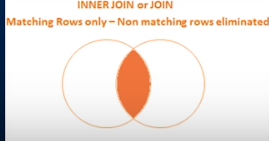 INNER JOIN or JOIN
Matching Rows only – Non matching rows eliminated